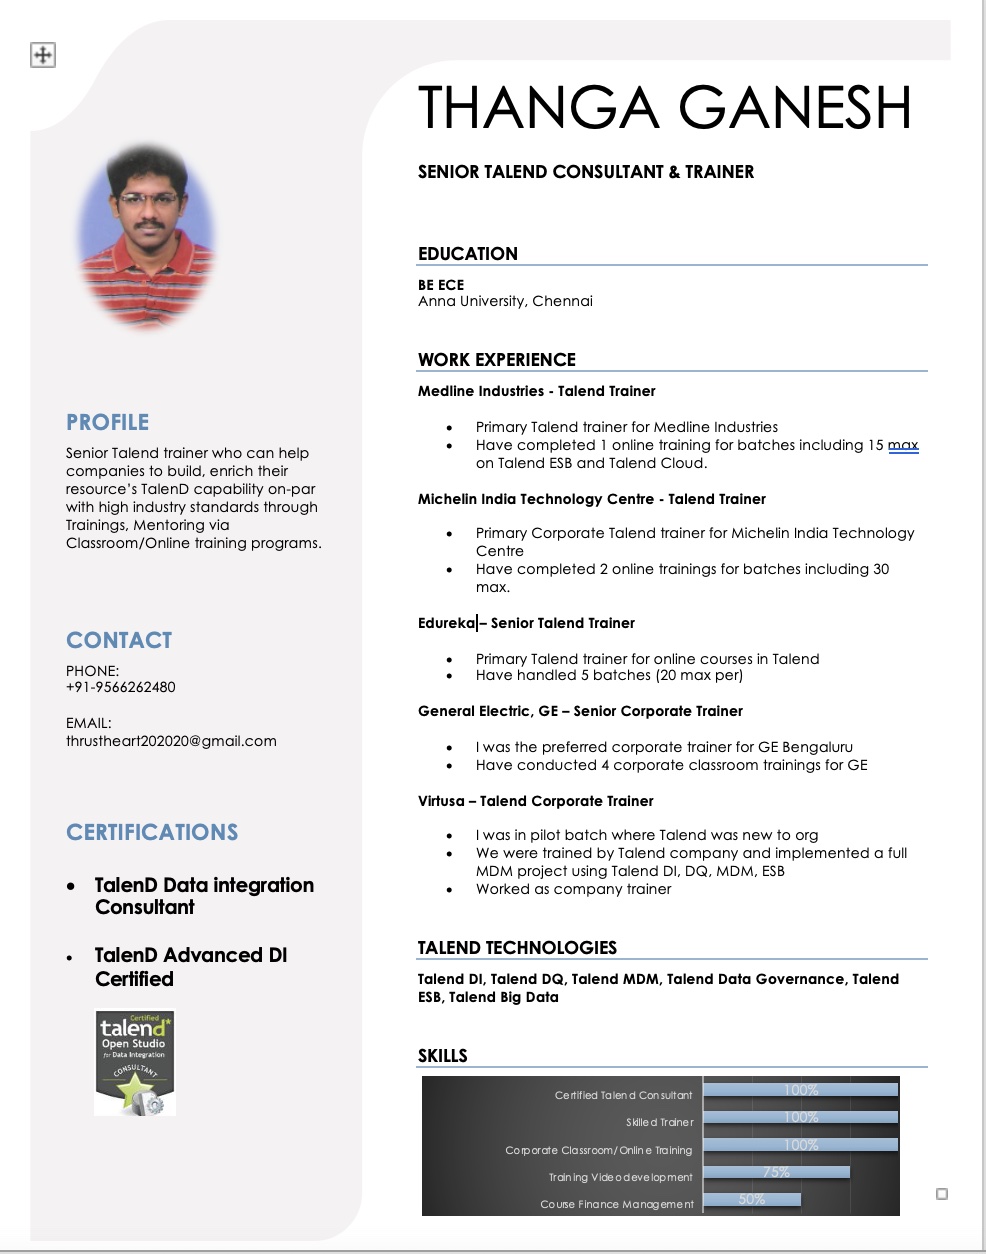 THANGA GANESH
SENIOR TALEND CONSULTANT & TRAINER
PROFILE
Senior Talend trainer who can help
companies to build, enrich their
resource’s TalenD capability on-par
with high industry standards through
Trainings, Mentoring via
Classroom/Online training programs.
CONTACT
PHONE:
+91-9566262480
EMAIL:
thrustheart202020@gmail.com
CERTIFICATIONS
• TalenD Data integration
Consultant
• TalenD Advanced DI
Certified
Certified
talend*
Open Studio
for Data Integration
CONSULTANT
EDUCATION
BE ECE
Anna University, Chennai
WORK EXPERIENCE
Medline Industries - Talend Trainer
• Primary Talend trainer for Medline Industries
• Have completed 1 online training for batches including 15 max
on Talend ESB and Talend Cloud.
Michelin India Technology Centre - Talend Trainer
• Primary Corporate Talend trainer for Michelin India Technology
Centre
• Have completed 2 online trainings for batches including 30
max.
Edureka – Senior Talend Trainer
• Primary Talend trainer for online courses in Talend
• Have handled 5 batches (20 max per)
General Electric, GE – Senior Corporate Trainer
• I was the preferred corporate trainer for GE Bengaluru
• Have conducted 4 corporate classroom trainings for GE
Virtusa – Talend Corporate Trainer
• I was in pilot batch where Talend was new to org
• We were trained by Talend company and implemented a full
MDM project using Talend DI, DQ, MDM, ESB
• Worked as company trainer
TALEND TECHNOLOGIES
Talend DI, Talend DQ, Talend MDM, Talend Data Governance, Talend
ESB, Talend Big Data
SKILLS
Certified Talend Consultant 100%
Skilled Trainer 100%
Corporate Classroom/Online Training 100%
Training Video development 75%
Course Finance Management 50%